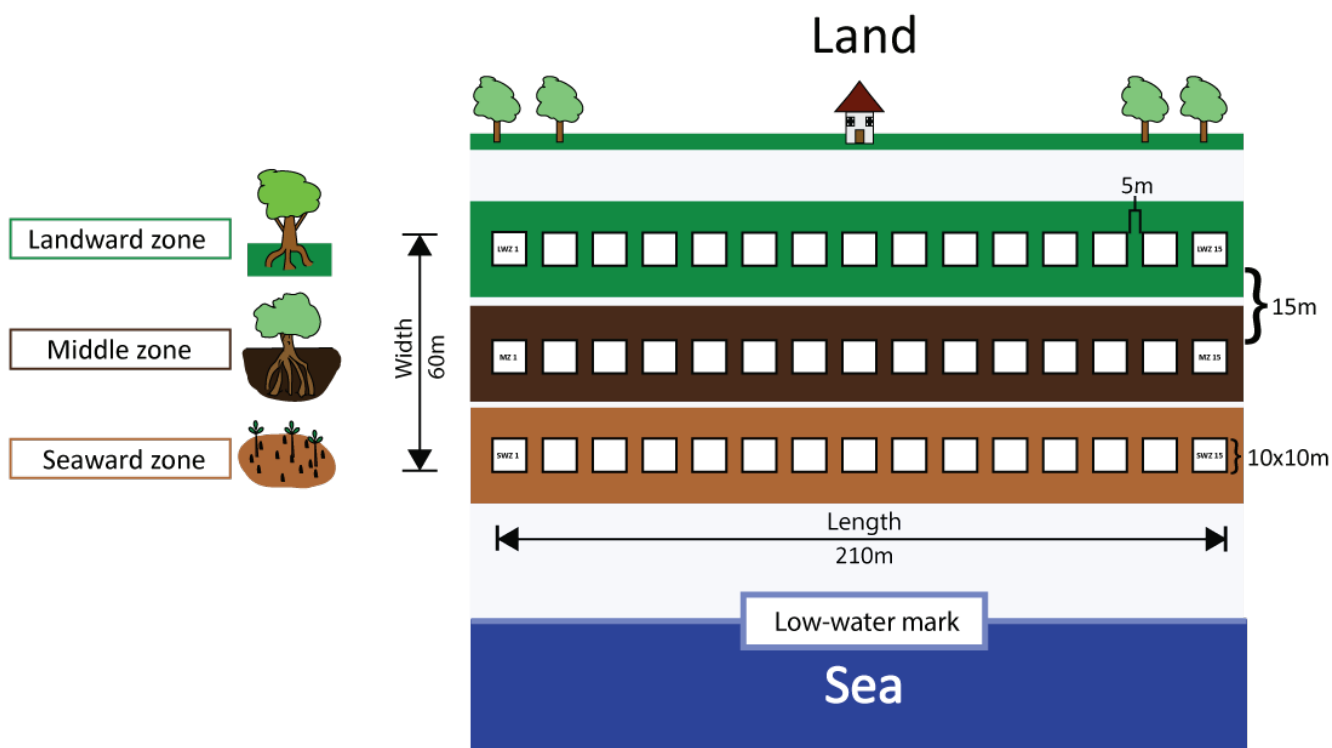 Land
5m
Landward zone
LWZ 1
LWZ 15
15m
Middle zone
Width
60m
MZ 1
MZ 15
Seaward zone
SWZ 1
SWZ 15
10x10m
Length
210m
Low-water mark
Sea